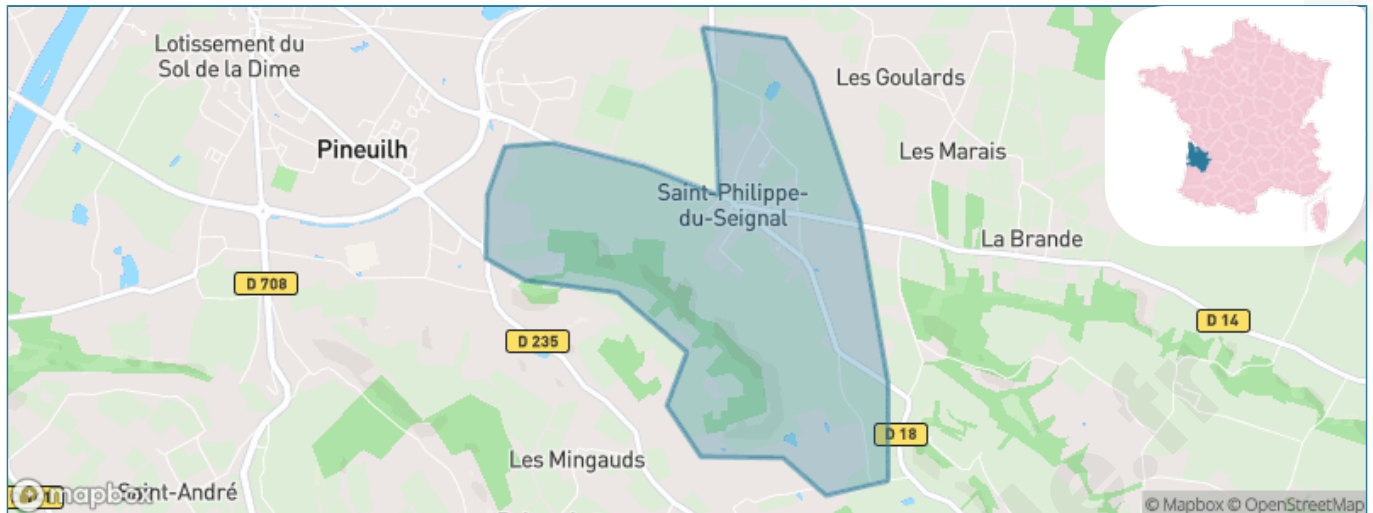 Lotissement du
Sol de la Dime
Les Goulards
Pineuilh
Les Marais
Saint-Philippe-
du-Seignal
La Brande
D 708
D 14
D 235
D 18
Les Mingauds
Saint-André
mapbox
© Mapbox © OpenStreetMap